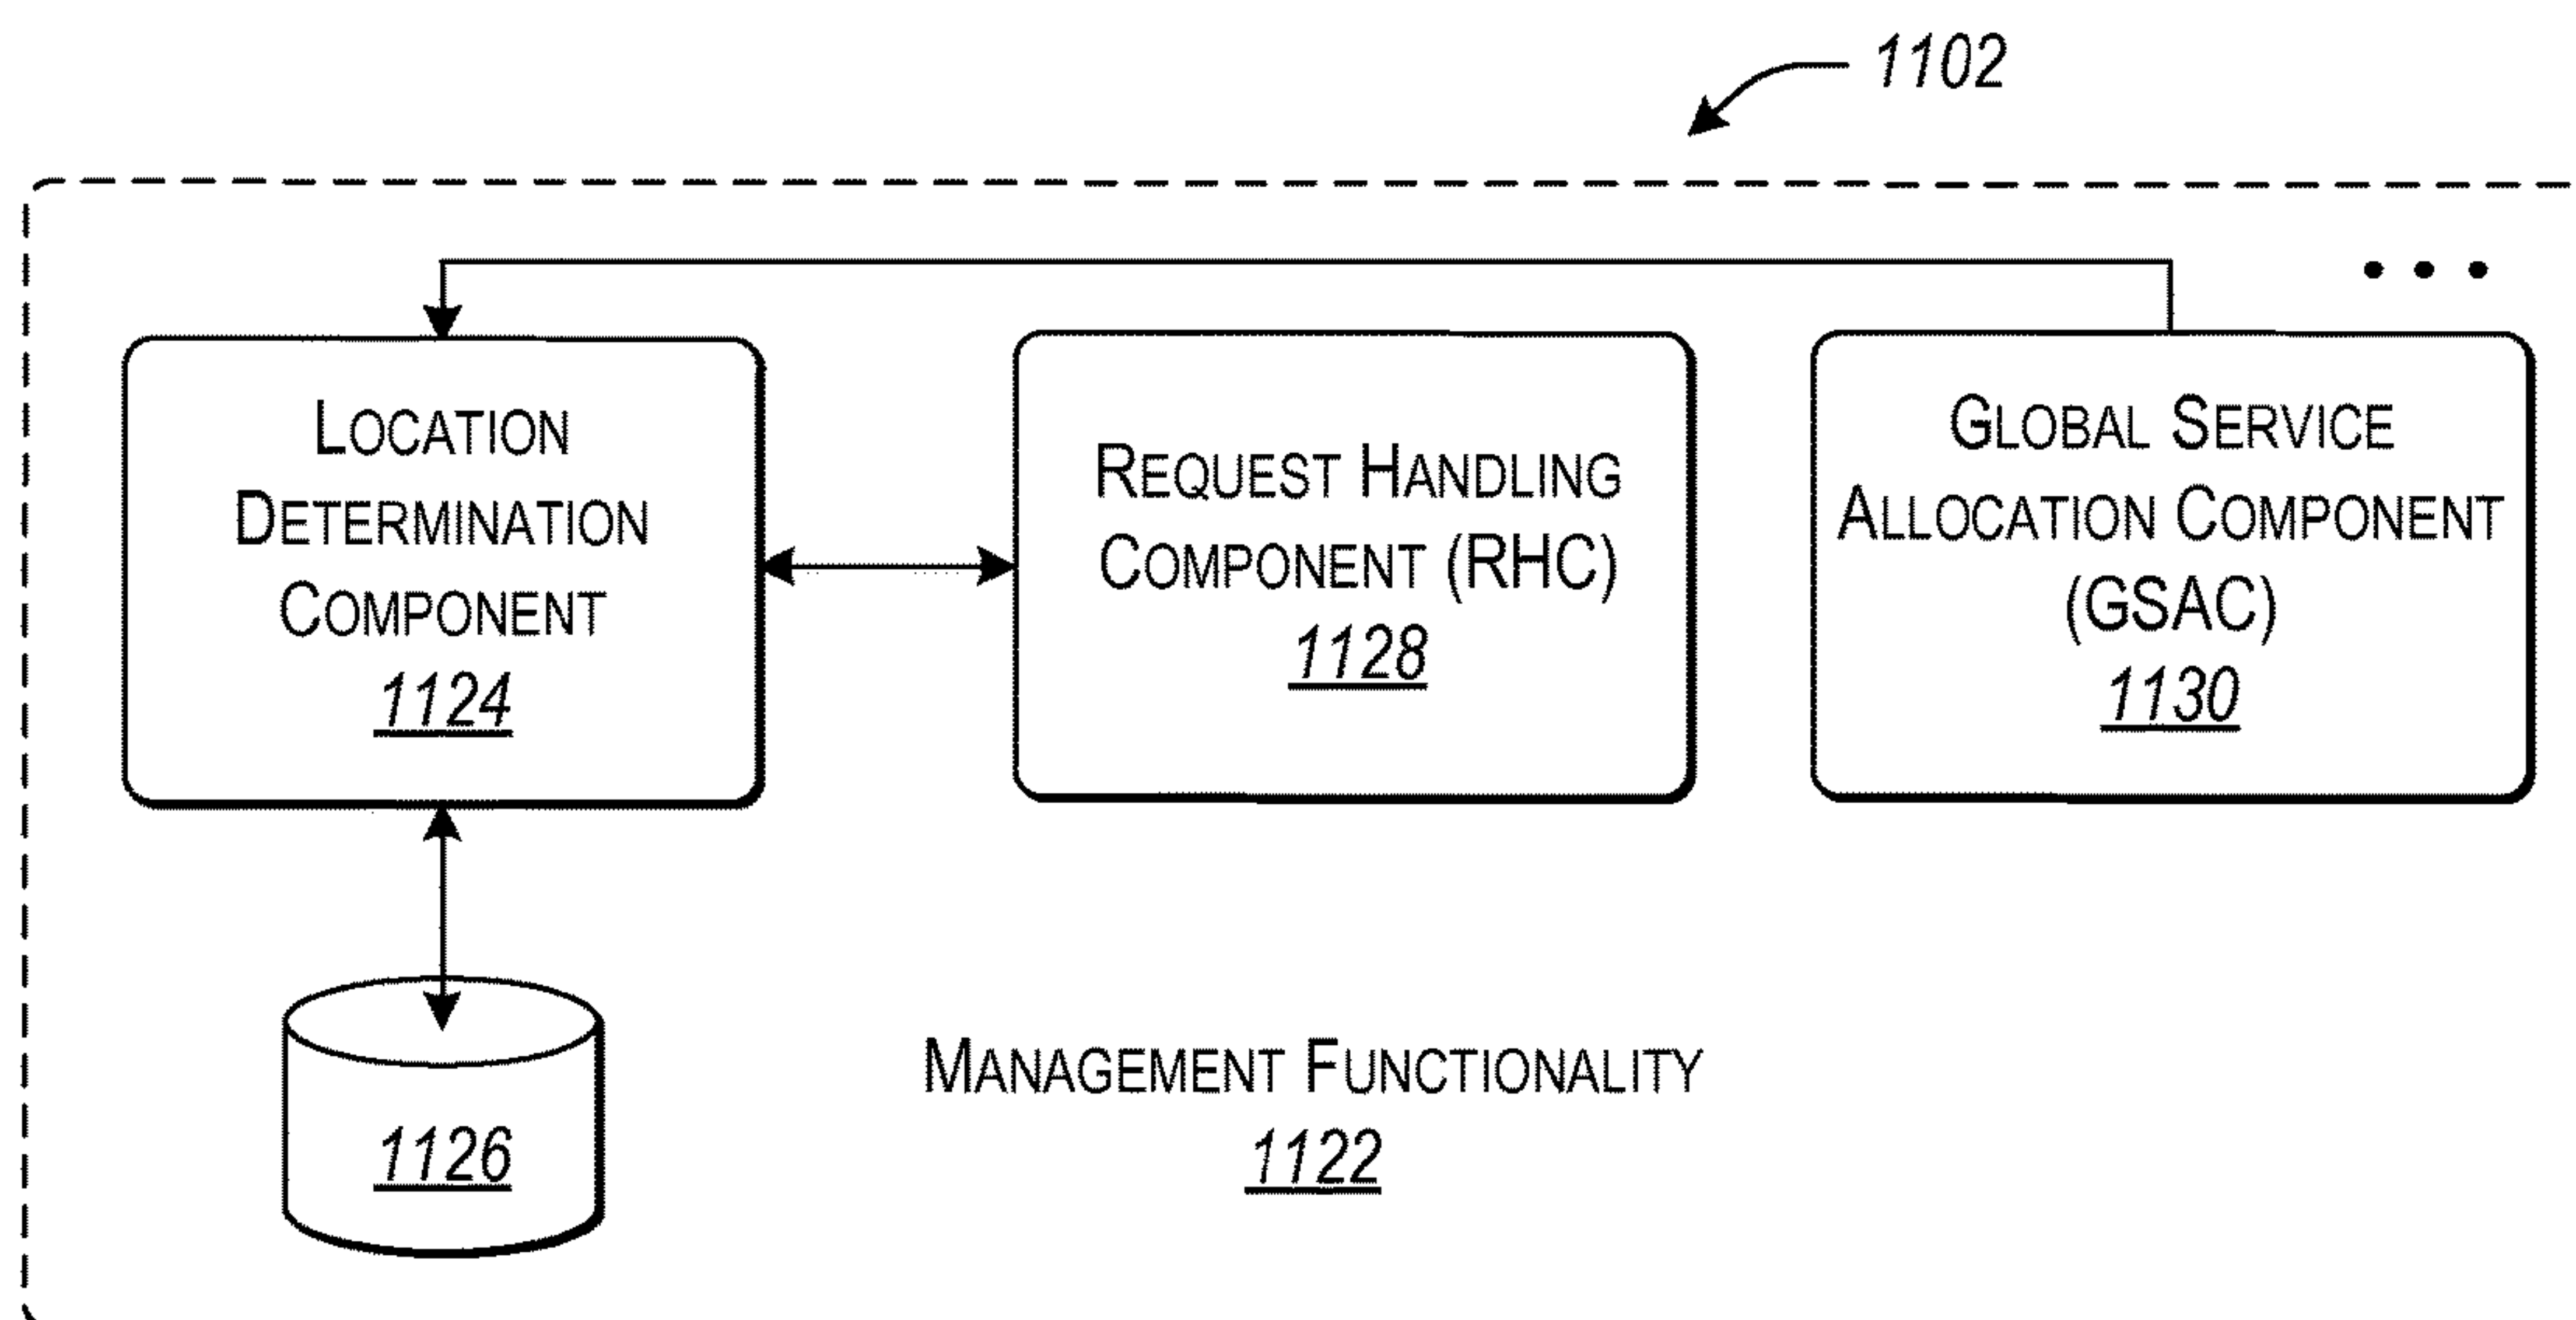 1102
LOCATION
DETERMINATION
COMPONENT
1124
REQUEST HANDLING
COMPONENT (RHC)
1128
GLOBAL SERVICE
ALLOCATION COMPONENT
(GSAC)
1130
1126
MANAGEMENT FUNCTIONALITY
1122